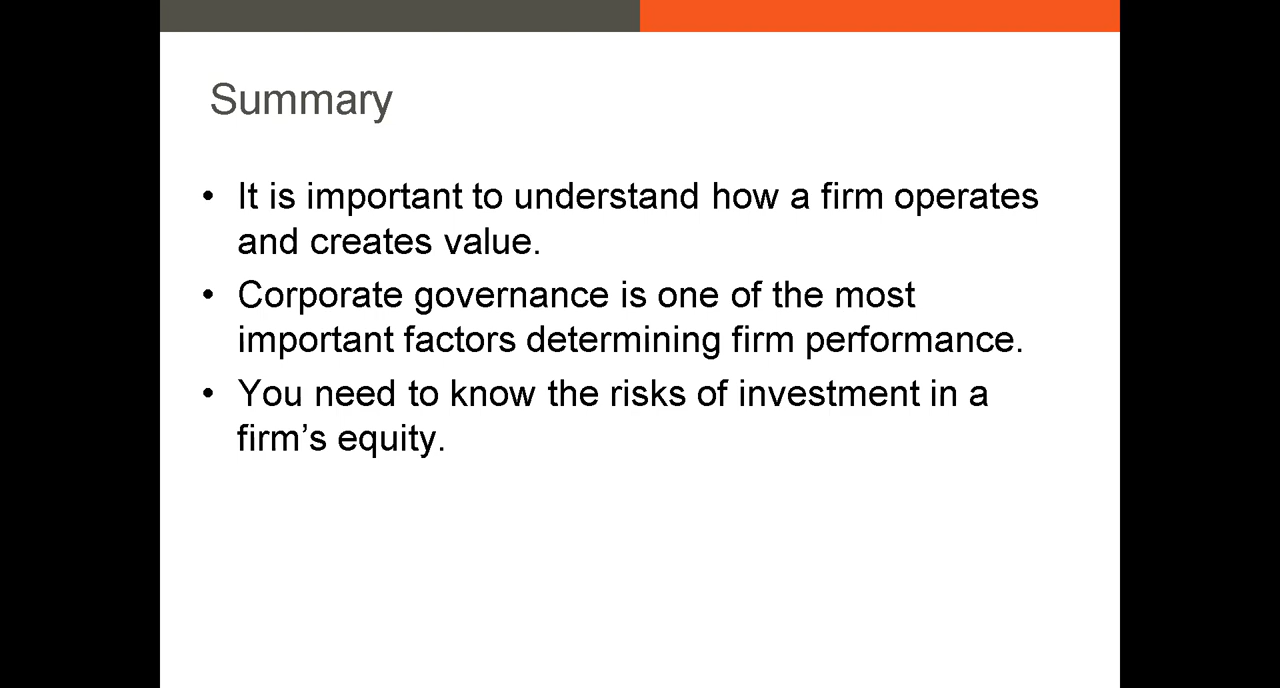 Summary
• It is important to understand how a firm operates
and creates value.
• Corporate governance is one of the most
important factors determining firm performance.
• You need to know the risks of investment in a
firm’s equity.